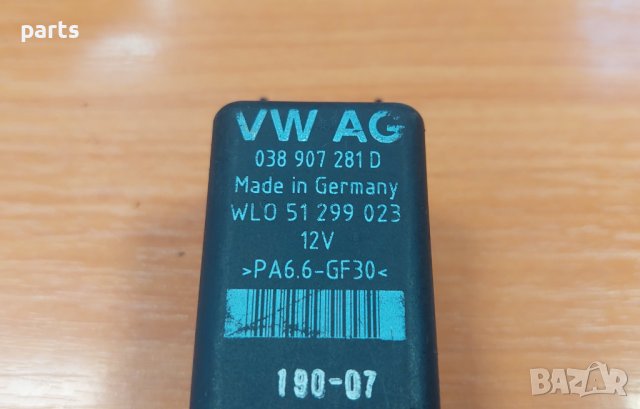 parts
VW AG
038 907 281 D
Made in Germany
WLO 51 299 023
12V
>PA6.6-GF30<
190-07
BAZAR